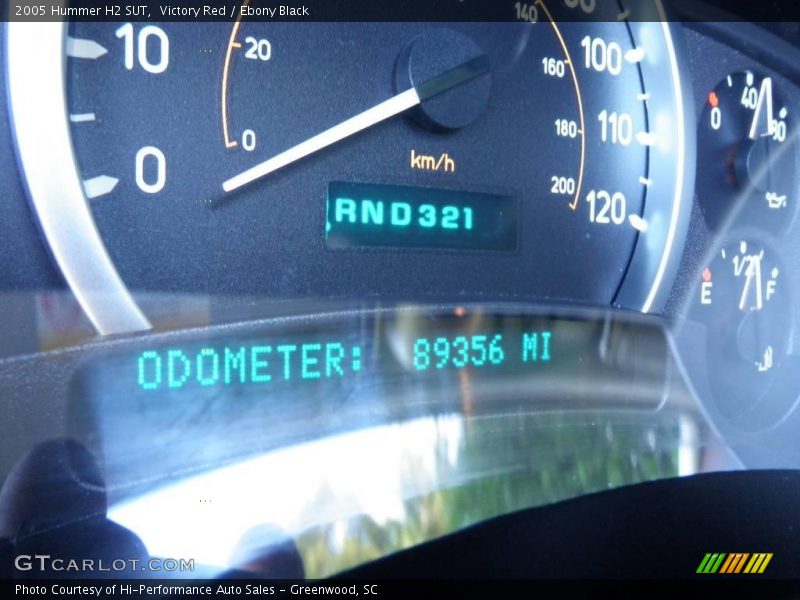 2005 Hummer H2 SUT, Victory Red / Ebony Black
10
20
0
0
km/h
140
160
100
180
110
200
120
RND321
0
40
80
E
1/2
F
ODOMETER: 89356 MI
GTCARLOT.COM
Photo Courtesy of Hi-Performance Auto Sales - Greenwood, SC